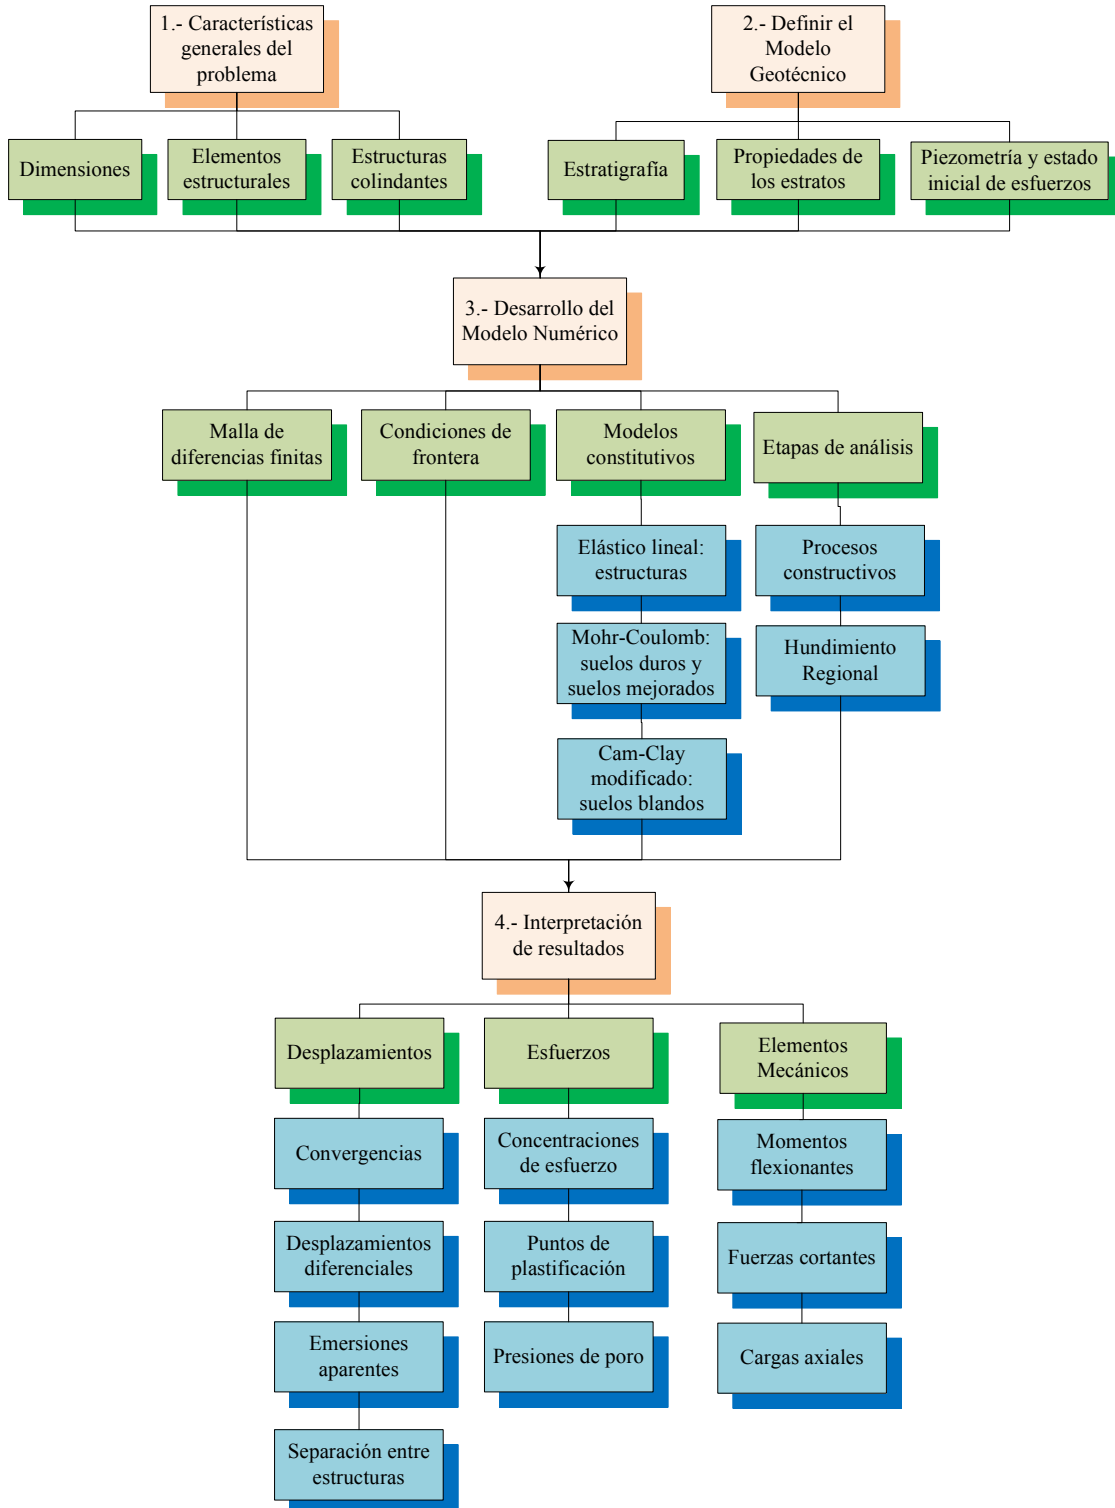 1.- Características
generales del
problema
2.- Definir el
Modelo
Geotécnico
Dimensiones
Elementos
estructurales
Estructuras
colindantes
Estratigrafía
Propiedades de
los estratos
Piezometría y estado
inicial de esfuerzos
3.- Desarrollo del
Modelo Numérico
Malla de
diferencias finitas
Condiciones de
frontera
Modelos
constitutivos
Etapas de análisis
Elástico lineal:
estructuras
Procesos
constructivos
Mohr-Coulomb:
suelos duros y
suelos mejorados
Hundimiento
Regional
Cam-Clay
modificado:
suelos blandos
4.- Interpretación
de resultados
Desplazamientos
Esfuerzos
Elementos
Mecánicos
Convergencias
Concentraciones
de esfuerzo
Momentos
flexionantes
Desplazamientos
diferenciales
Puntos de
plastificación
Fuerzas cortantes
Emersiones
aparentes
Presiones de poro
Cargas axiales
Separación entre
estructuras